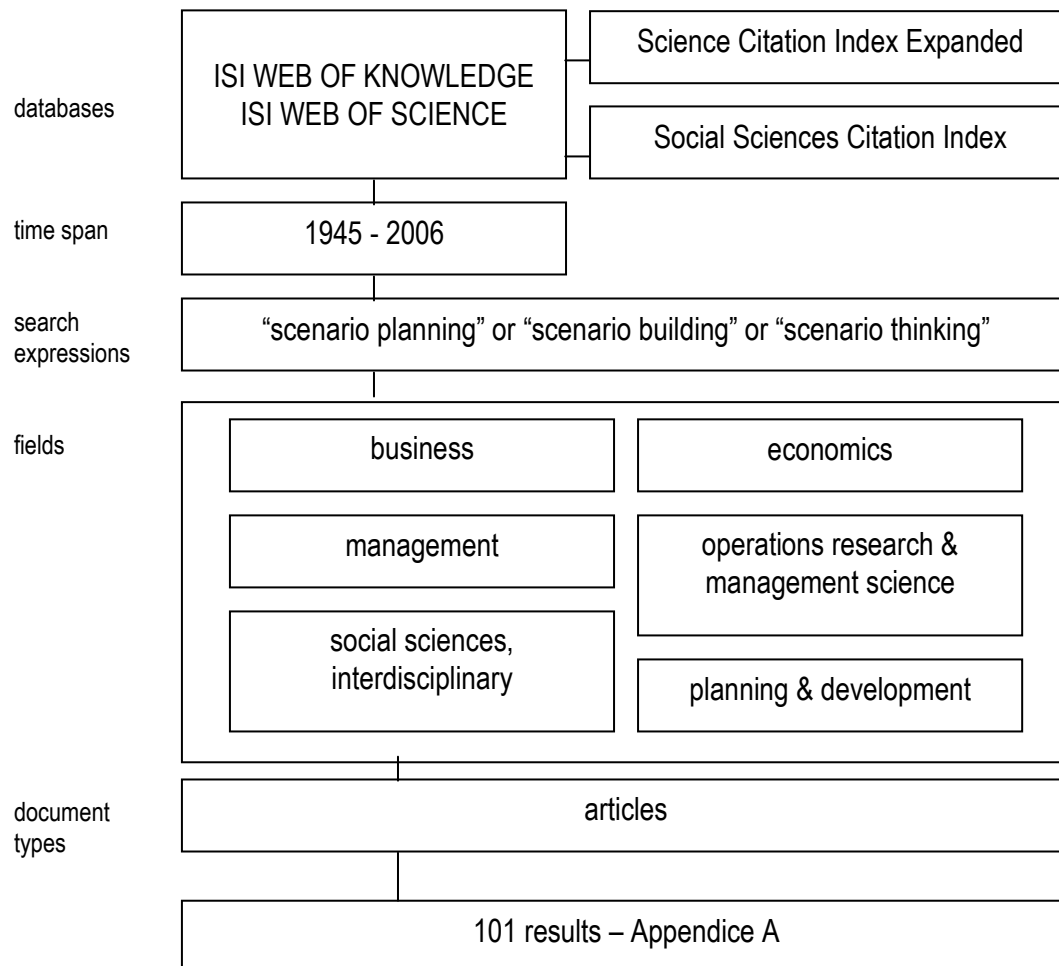 databases
ISI WEB OF KNOWLEDGE
ISI WEB OF SCIENCE
Science Citation Index Expanded
Social Sciences Citation Index
time span
1945 - 2006
search
expressions
“scenario planning” or “scenario building” or “scenario thinking”
fields
business
economics
management
operations research &
management science
social sciences,
interdisciplinary
planning & development
document
types
articles
101 results – Appendice A